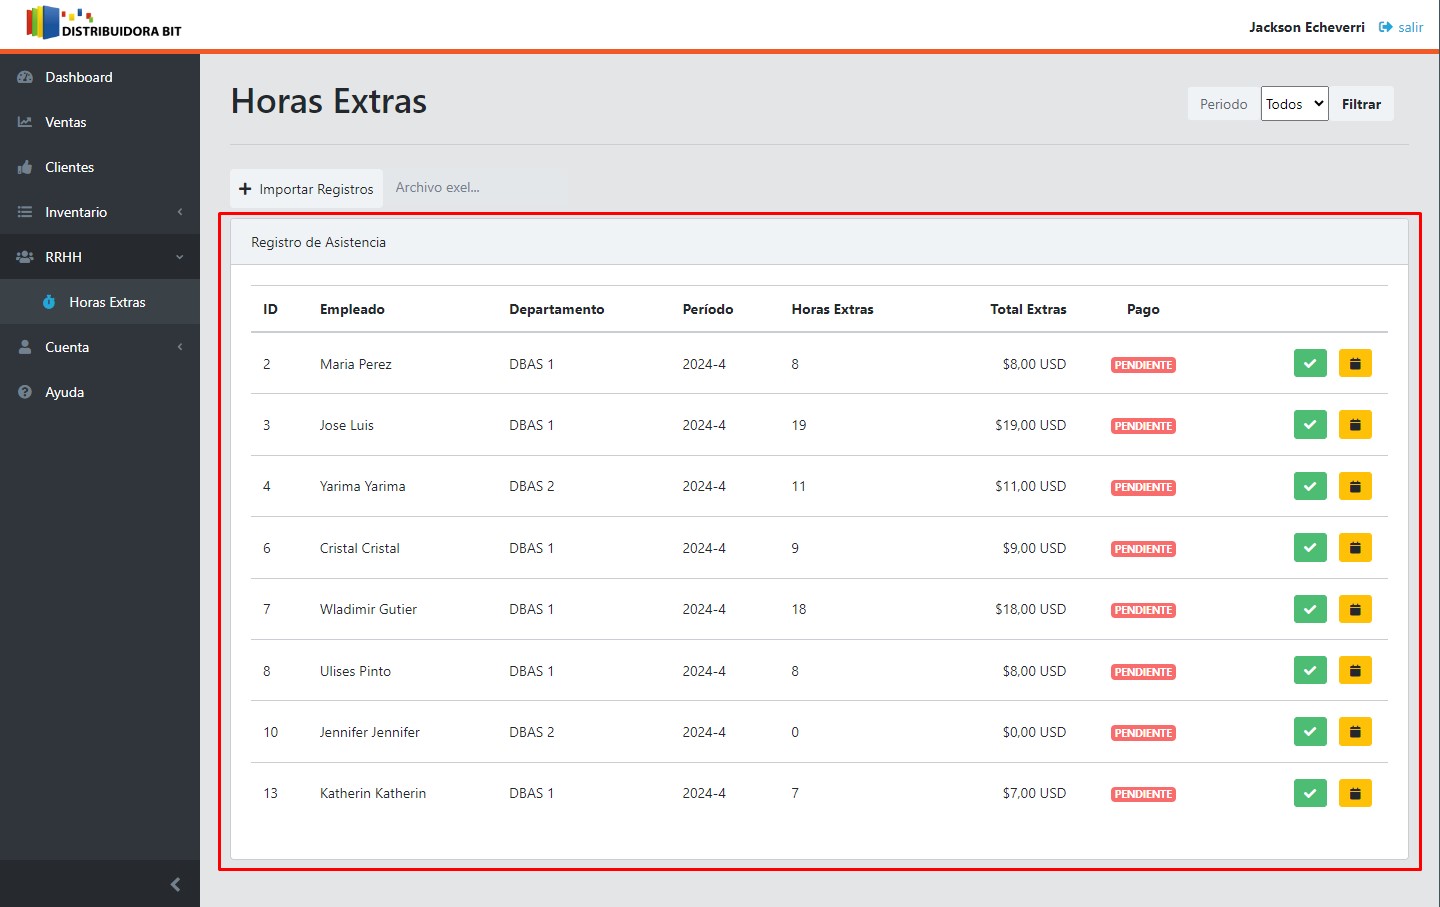 DISTRIBUIDORA BIT
Jackson Echeverri salir
Dashboard
Ventas
Clientes
Inventario
RRHH
Horas Extras
Cuenta
Ayuda
Horas Extras
Periodo Todos Filtrar
Importar Registros Archivo exel...
Registro de Asistencia
ID Empleado Departamento Período Horas Extras Total Extras Pago
2 Maria Perez DBAS 1 2024-4 8 $8,00 USD PENDIENTE
3 Jose Luis DBAS 1 2024-4 19 $19,00 USD PENDIENTE
4 Yarima Yarima DBAS 2 2024-4 11 $11,00 USD PENDIENTE
6 Cristal Cristal DBAS 1 2024-4 9 $9,00 USD PENDIENTE
7 Wladimir Gutier DBAS 1 2024-4 18 $18,00 USD PENDIENTE
8 Ulises Pinto DBAS 1 2024-4 8 $8,00 USD PENDIENTE
10 Jennifer Jennifer DBAS 2 2024-4 0 $0,00 USD PENDIENTE
13 Katherin Katherin DBAS 1 2024-4 7 $7,00 USD PENDIENTE